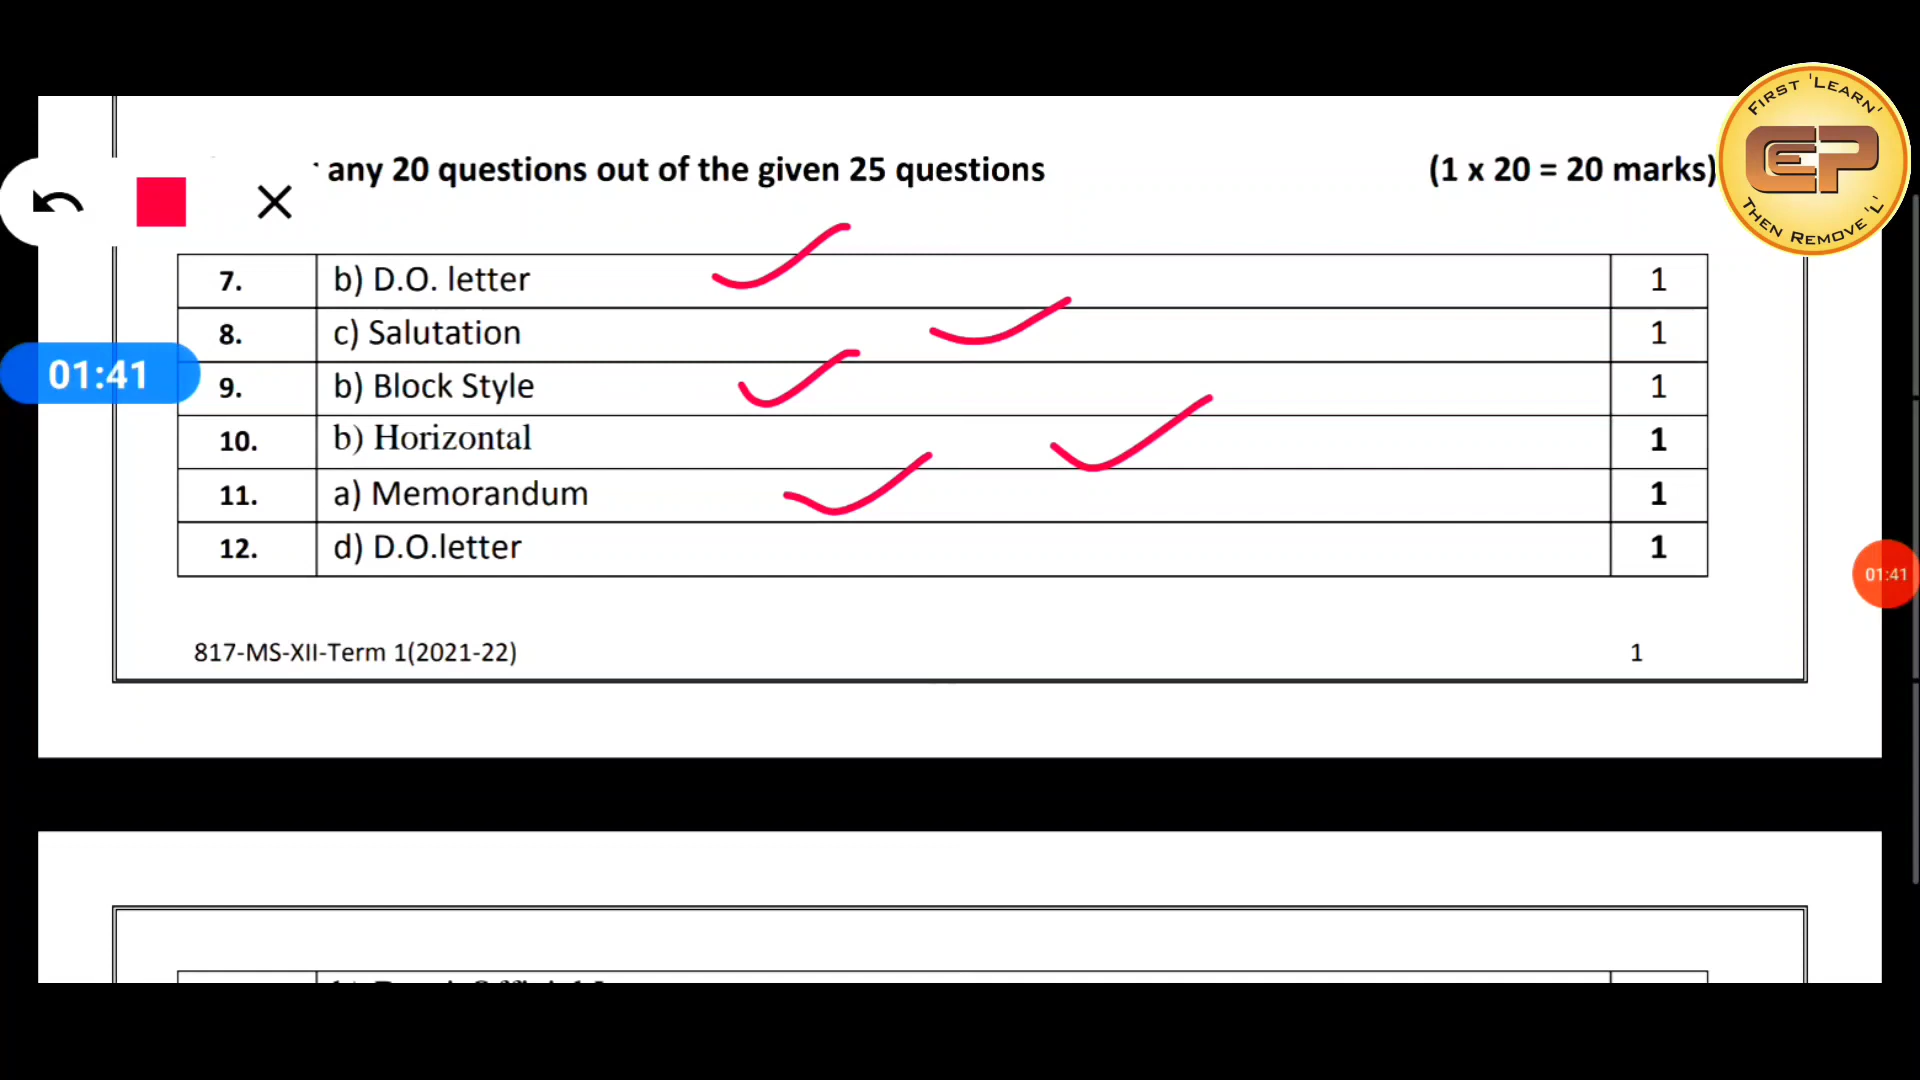 any 20 questions out of the given 25 questions (1 x 20 = 20 marks)
FIRST 'LEARN'
CEP
THEN REMOVE 'L'
7. b) D.O. letter 1
8. c) Salutation 1
01:41
9. b) Block Style 1
10. b) Horizontal 1
11. a) Memorandum 1
12. d) D.O.letter 1
01:41
817-MS-XII-Term 1(2021-22) 1